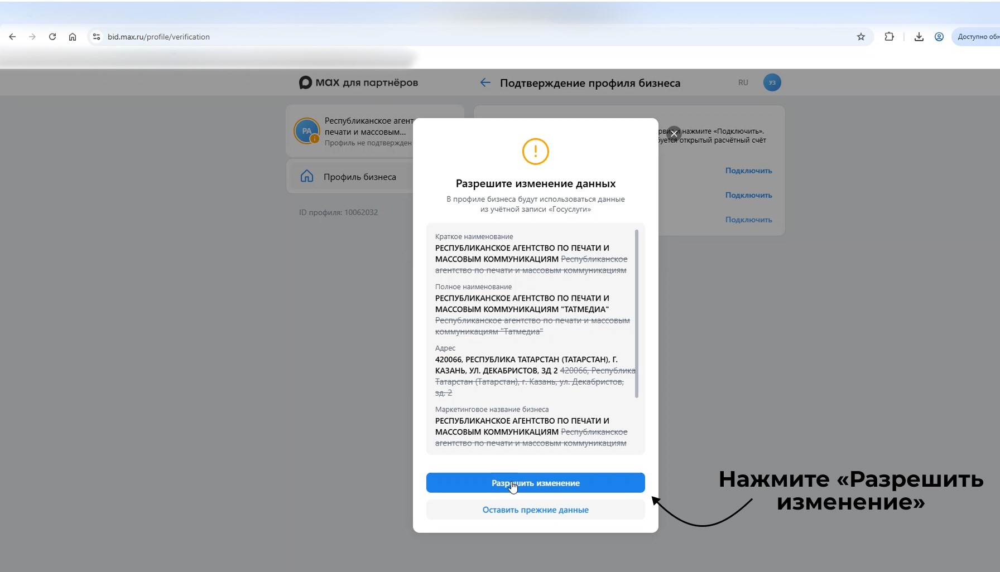 bid.max.ru/profile/verification
Доступно обн
мах для партнёров
Подтверждение профиля бизнеса
RU
УЗ
РА
Республиканское агент
печати и массовым...
Профиль не подтвержден
Профиль бизнеса
ID профиля: 10062032
и нажмите «Подключить».
открытый расчётный счёт
Подключить
Подключить
Подключить
Разрешите изменение данных
В профиле бизнеса будут использоваться данные
из учётной записи «Госуслуги»
Краткое наименование
РЕСПУБЛИКАНСКОЕ АГЕНТСТВО ПО ПЕЧАТИ И
МАССОВЫМ КОММУНИКАЦИЯМ Республиканское
агентство по печати и массовым коммуникациям
Полное наименование
РЕСПУБЛИКАНСКОЕ АГЕНТСТВО ПО ПЕЧАТИ И
МАССОВЫМ КОММУНИКАЦИЯМ "ТАТМЕДИА"
Республиканское агентство по печати и массовым
коммуникациям "Татмедиа"
Адрес
420066, РЕСПУБЛИКА ТАТАРСТАН (ТАТАРСТАН), Г.
КАЗАНЬ, УЛ. ДЕКАБРИСТОВ, ЗД 2 420066, Республика
Татарстан (Татарстан), г. Казань, ул. Декабристов,
зд. 2
Маркетинговое название бизнеса
РЕСПУБЛИКАНСКОЕ АГЕНТСТВО ПО ПЕЧАТИ И
МАССОВЫМ КОММУНИКАЦИЯМ Республиканское
агентство по печати и массовым коммуникациям
Разрешить изменение
Оставить прежние данные
Нажмите «Разрешить
изменение»